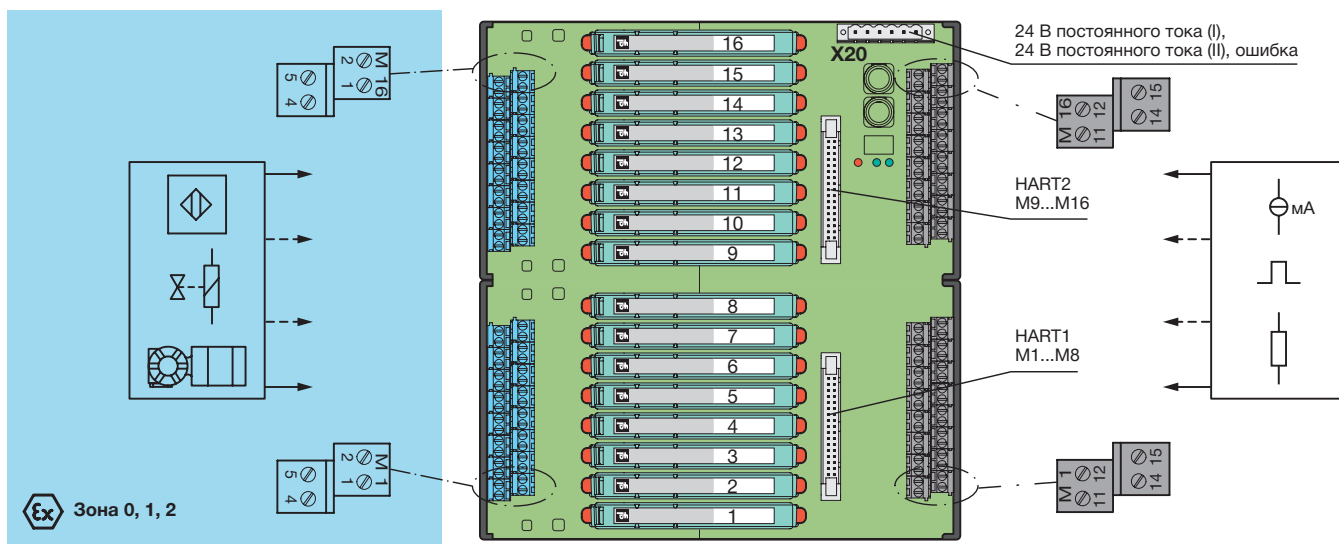 24 В постоянного тока (I),
24 В постоянного тока (II), ошибка
X20
M 16
2 1
5 4
16
15
14
13
12
11
10
9
8
7
6
5
4
3
2
1
M 16
11 12
14 15
HART2
M9...M16
мА
HART1
M1...M8
M 1
2 1
5 4
M 1
11 12
14 15
Ex
Зона 0, 1, 2